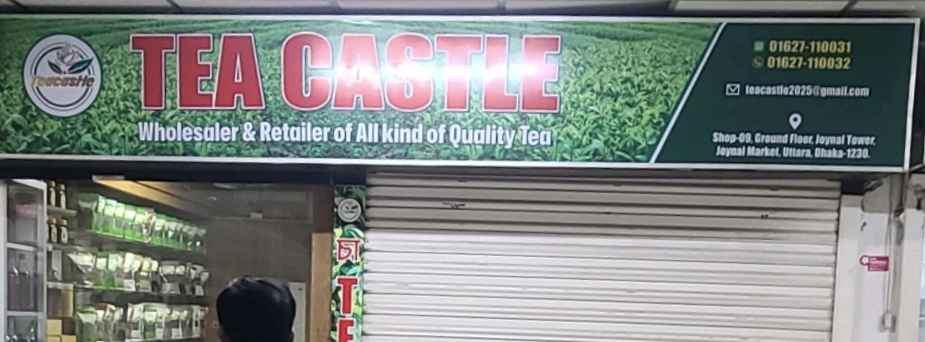 Teacastle
TEA CASTLE
Wholesaler & Retailer of All kind of Quality Tea
01627-110031
01627-110032
teacastle2025@gmail.com
Shop-09, Ground Floor, Joynal Tower,
Joynal Market, Uttara, Dhaka-1230.
চা
T
E